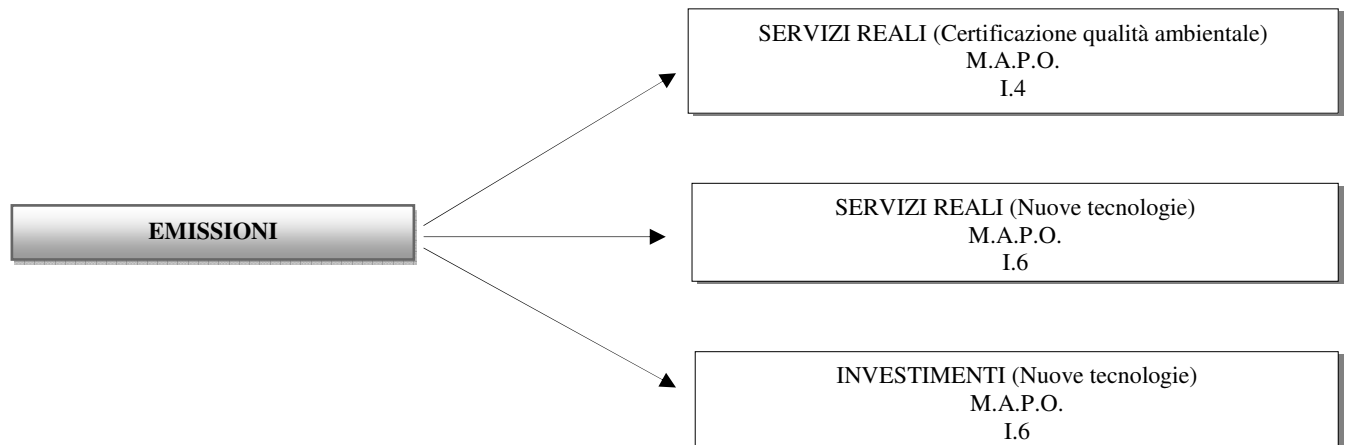 SERVIZI REALI (Certificazione qualità ambientale)
M.A.P.O.
I.4
EMISSIONI
SERVIZI REALI (Nuove tecnologie)
M.A.P.O.
I.6
INVESTIMENTI (Nuove tecnologie)
M.A.P.O.
I.6